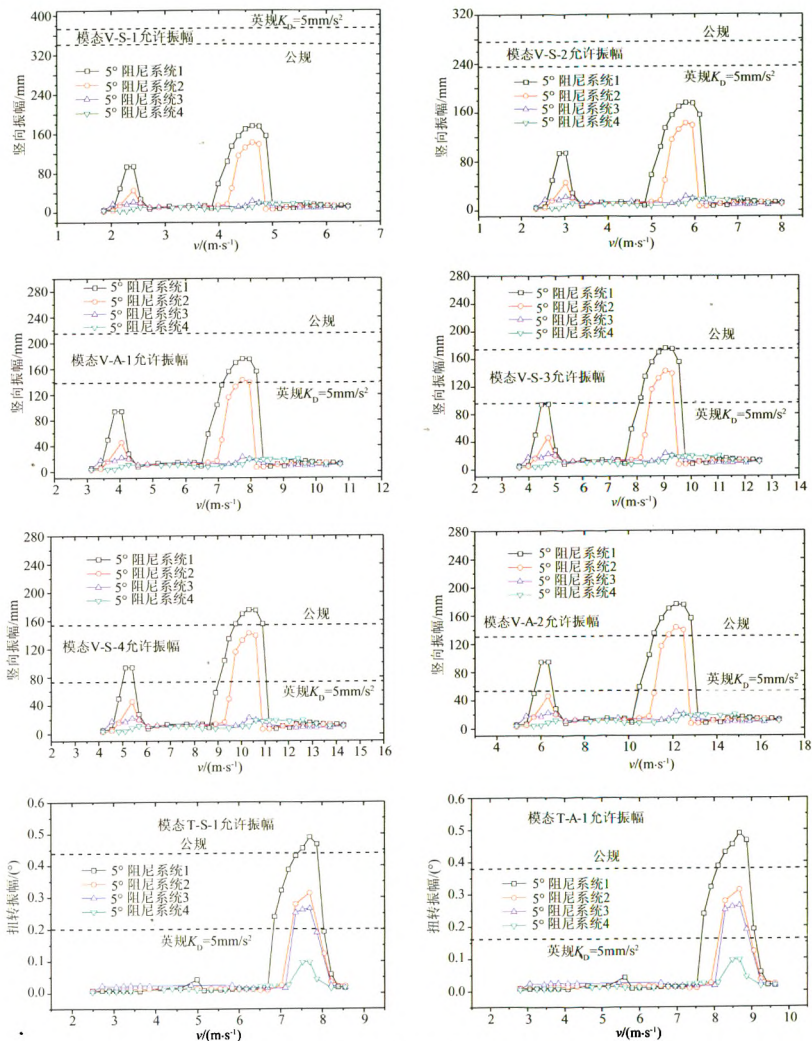 400
360
320
280
240
200
160
120
80
40
0
竖向振幅/mm
英规K_D=5mm/s²
模态V-S-1允许振幅
公规
5° 阻尼系统1
5° 阻尼系统2
5° 阻尼系统3
5° 阻尼系统4
1 2 3 4 5 6 7
v/(m·s⁻¹)
320
240
160
80
0
竖向振幅/mm
公规
模态V-S-2允许振幅
英规K_D=5mm/s²
5° 阻尼系统1
5° 阻尼系统2
5° 阻尼系统3
5° 阻尼系统4
1 2 3 4 5 6 7 8
v/(m·s⁻¹)
280
240
200
160
120
80
40
0
竖向振幅/mm
5° 阻尼系统1
5° 阻尼系统2
5° 阻尼系统3
5° 阻尼系统4
公规
模态V-A-1允许振幅
英规K_D=5mm/s²
2 3 4 5 6 7 8 9 10 11 12
v/(m·s⁻¹)
280
240
200
160
120
80
40
0
竖向振幅/mm
5° 阻尼系统1
5° 阻尼系统2
5° 阻尼系统3
5° 阻尼系统4
公规
模态V-S-3允许振幅
英规K_D=5mm/s²
2 3 4 5 6 7 8 9 10 11 12 13 14
v/(m·s⁻¹)
280
240
200
160
120
80
40
0
竖向振幅/mm
5° 阻尼系统1
5° 阻尼系统2
5° 阻尼系统3
5° 阻尼系统4
公规
模态V-S-4允许振幅
英规K_D=5mm/s²
2 3 4 5 6 7 8 9 10 11 12 13 14 15 16
v/(m·s⁻¹)
280
240
200
160
120
80
40
0
竖向振幅/mm
5° 阻尼系统1
5° 阻尼系统2
5° 阻尼系统3
5° 阻尼系统4
公规
模态V-A-2允许振幅
英规K_D=5mm/s²
4 6 8 10 12 14 16 18
v/(m·s⁻¹)
0.6
0.5
0.4
0.3
0.2
0.1
0.0
扭转振幅/(°)
模态T-S-1允许振幅
公规
5° 阻尼系统1
5° 阻尼系统2
5° 阻尼系统3
5° 阻尼系统4
英规K_D=5mm/s²
2 3 4 5 6 7 8 9
v/(m·s⁻¹)
0.6
0.5
0.4
0.3
0.2
0.1
0.0
扭转振幅/(°)
模态T-A-1允许振幅
公规
5° 阻尼系统1
5° 阻尼系统2
5° 阻尼系统3
5° 阻尼系统4
英规K_D=5mm/s²
2 3 4 5 6 7 8 9 10
v/(m·s⁻¹)